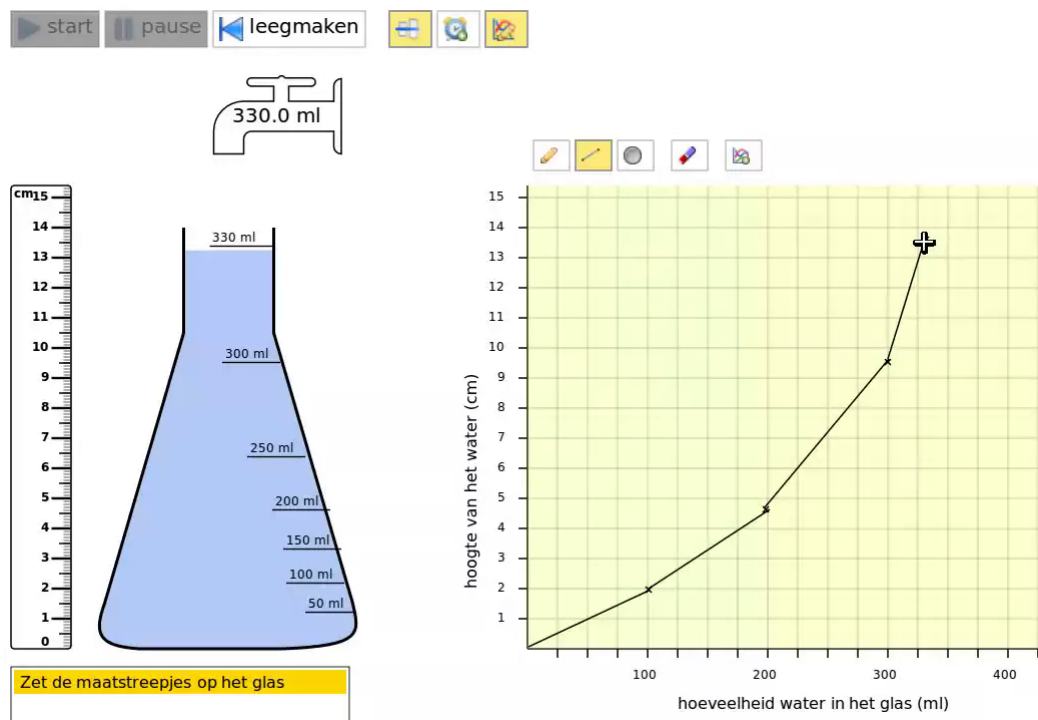 start
pause
leegmaken
330.0 ml
cm
15
14
13
12
11
10
9
8
7
6
5
4
3
2
1
0
330 ml
300 ml
250 ml
200 ml
150 ml
100 ml
50 ml
Zet de maatstreepjes op het glas
hoogte van het water (cm)
15
14
13
12
11
10
9
8
7
6
5
4
3
2
1
100 200 300 400
hoeveelheid water in het glas (ml)